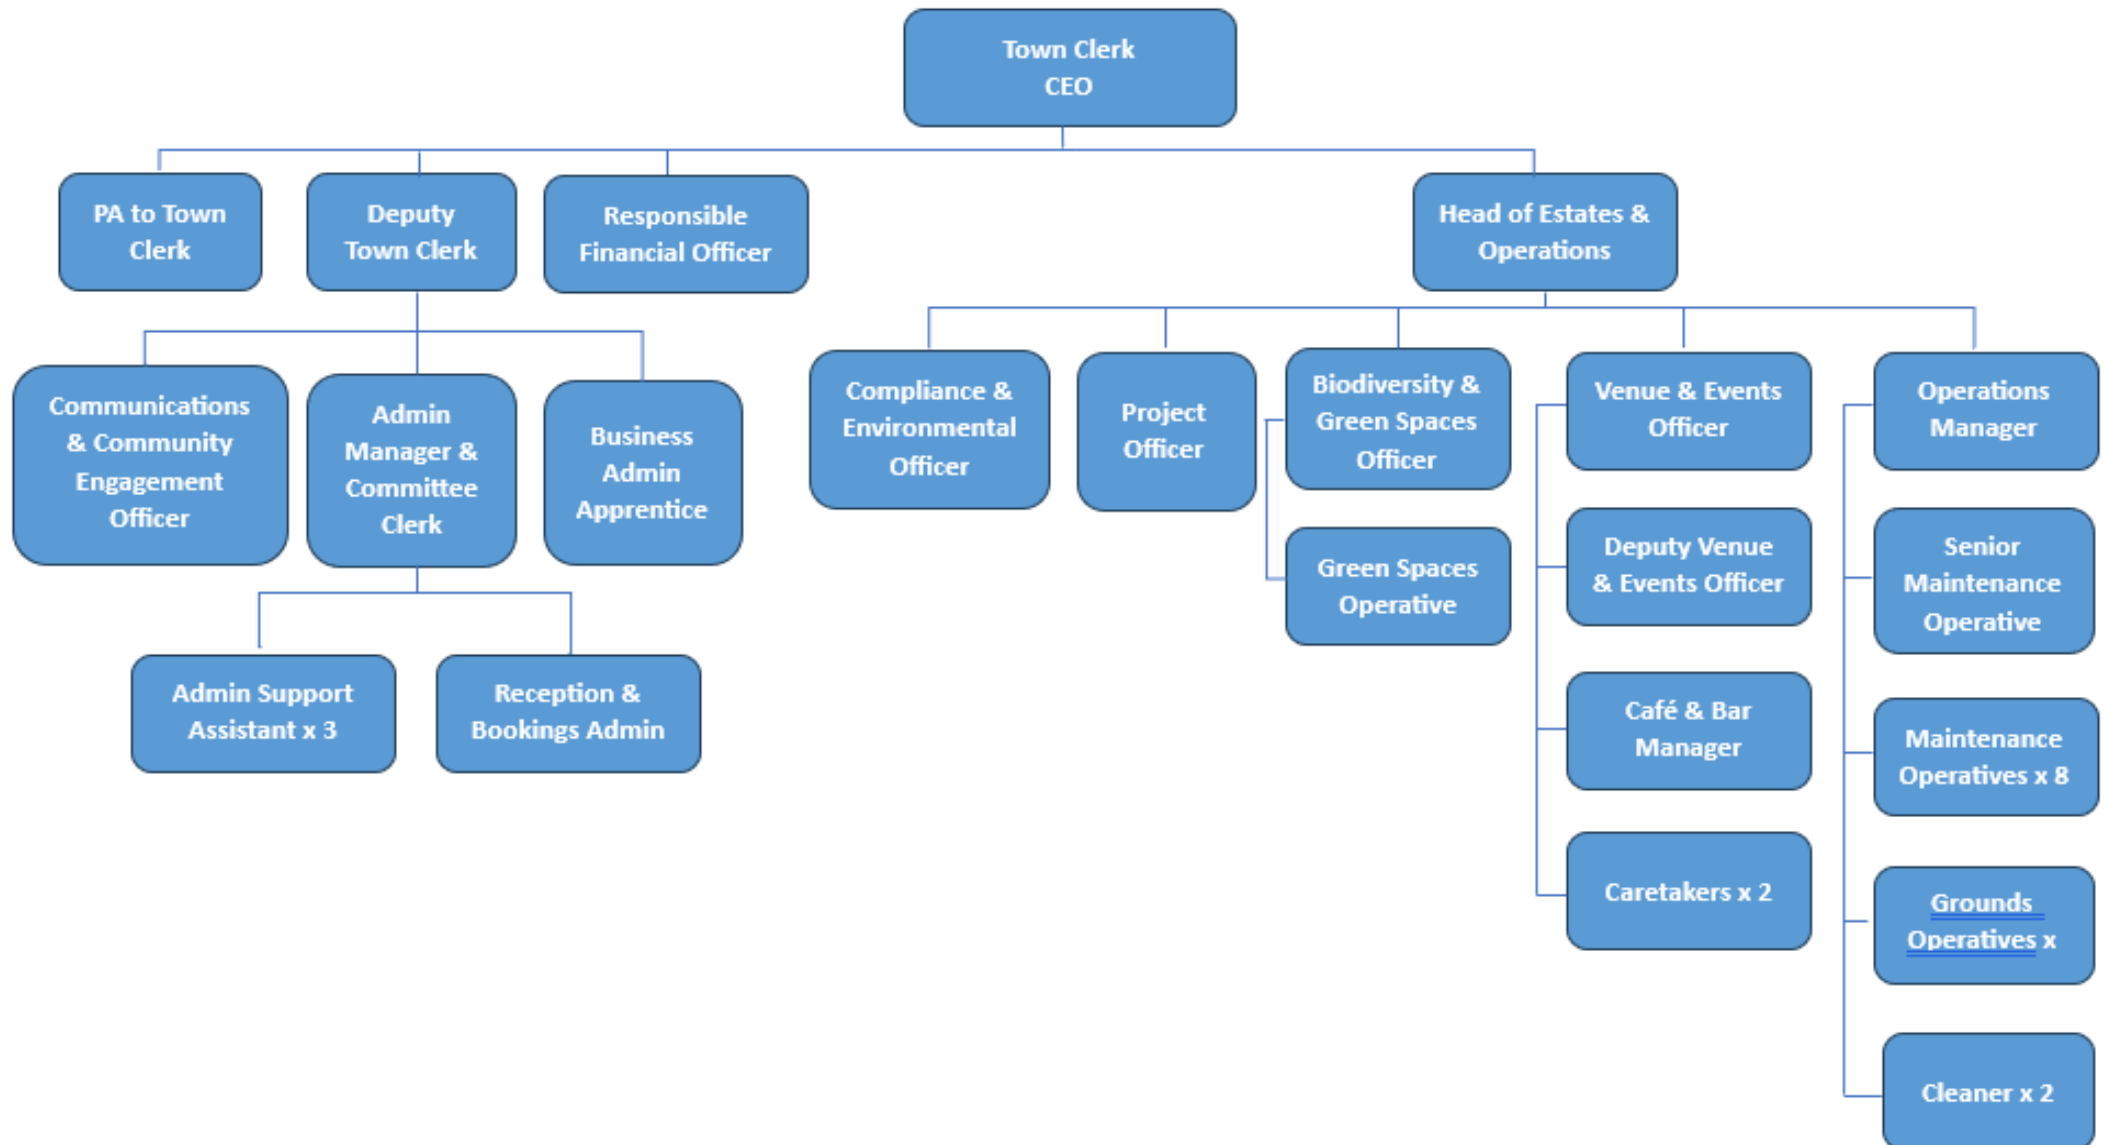 Town Clerk
CEO
PA to Town
Clerk
Deputy
Town Clerk
Responsible
Financial Officer
Head of Estates &
Operations
Communications
& Community
Engagement
Officer
Admin
Manager &
Committee
Clerk
Business
Admin
Apprentice
Compliance &
Environmental
Officer
Project
Officer
Biodiversity &
Green Spaces
Officer
Venue & Events
Officer
Operations
Manager
Green Spaces
Operative
Deputy Venue
& Events Officer
Senior
Maintenance
Operative
Admin Support
Assistant x 3
Reception &
Bookings Admin
Café & Bar
Manager
Maintenance
Operatives x 8
Caretakers x 2
Grounds
Operatives x
Cleaner x 2